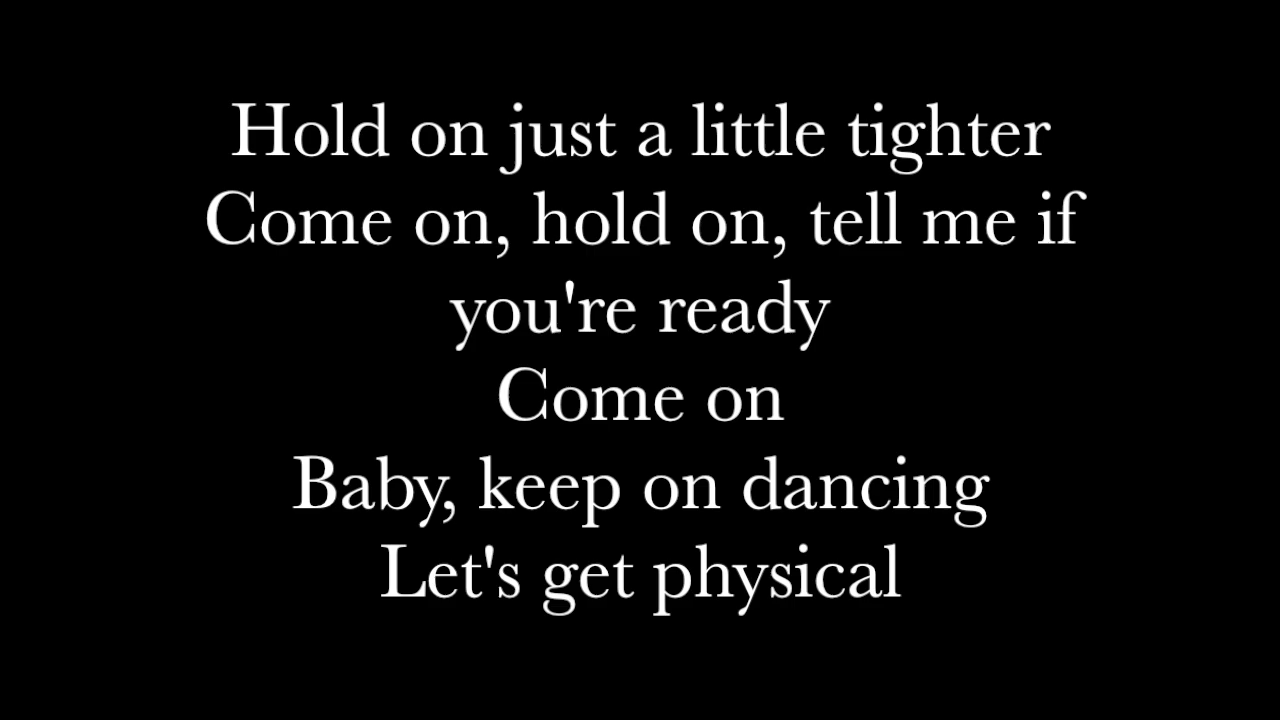 Hold on just a little tighter
Come on, hold on, tell me if
you're ready
Come on
Baby, keep on dancing
Let's get physical